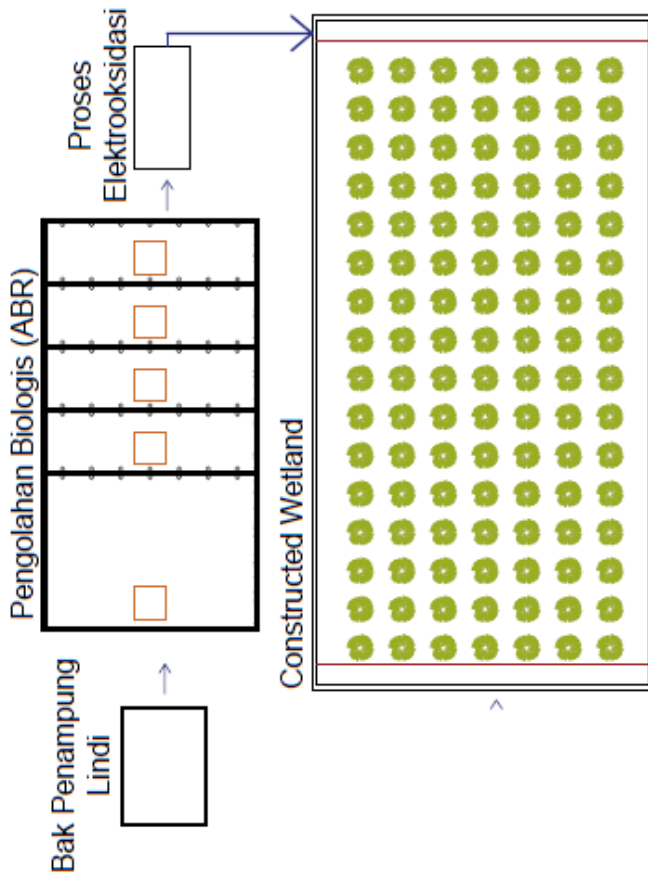 Bak Penampung
Lindi
Pengolahan Biologis (ABR)
Proses
Elektrooksidasi
Constructed Wetland